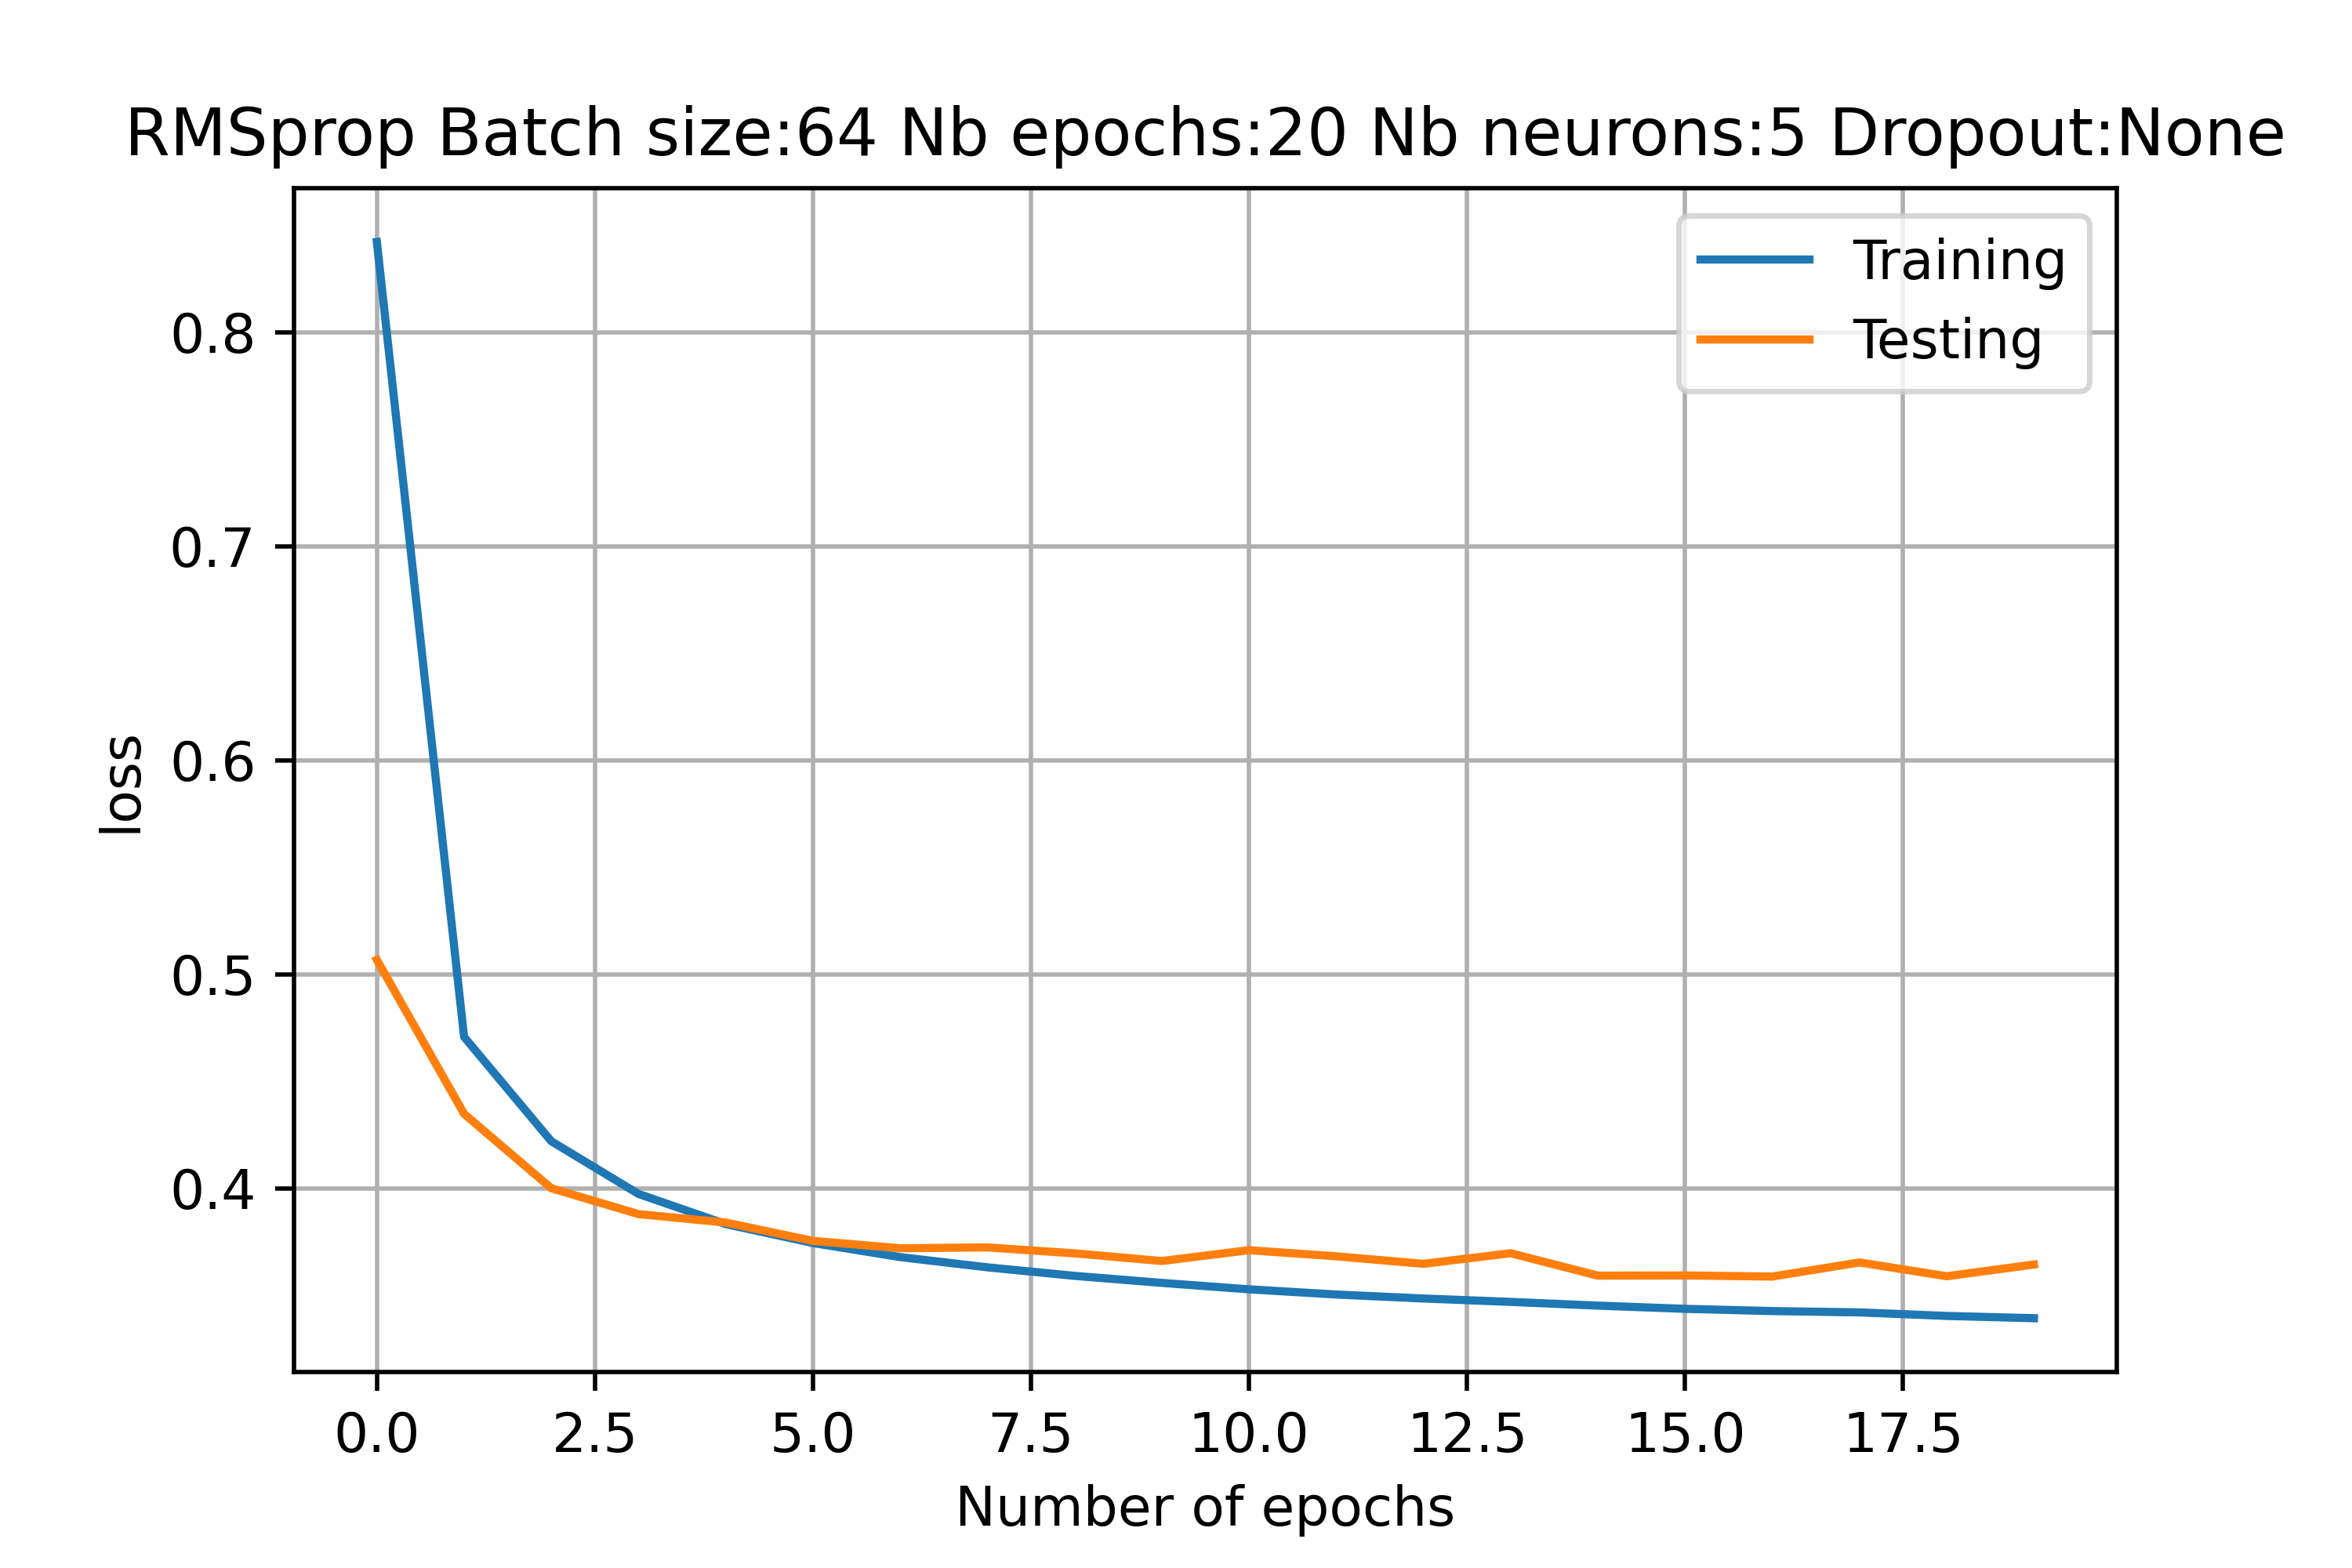 RMSprop Batch size:64 Nb epochs:20 Nb neurons:5 Dropout:None
Training
Testing
0.8
0.7
0.6
0.5
0.4
loss
0.0 2.5 5.0 7.5 10.0 12.5 15.0 17.5
Number of epochs